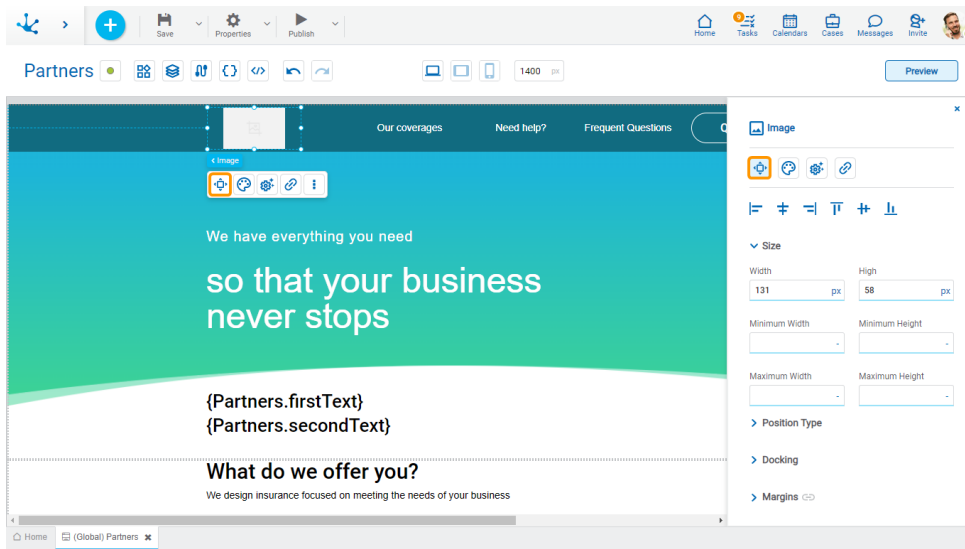 Save
Properties
Publish
Home
9
Tasks
Calendars
Cases
Messages
Invite
Partners
1400 px
Preview
Our coverages
Need help?
Frequent Questions
Q
Image
We have everything you need
so that your business
never stops
{Partners.firstText}
{Partners.secondText}
What do we offer you?
We design insurance focused on meeting the needs of your business
Image
Size
Width
High
131 px
58 px
Minimum Width
Minimum Height
-
-
Maximum Width
Maximum Height
-
-
Position Type
Docking
Margins
Home
(Global) Partners